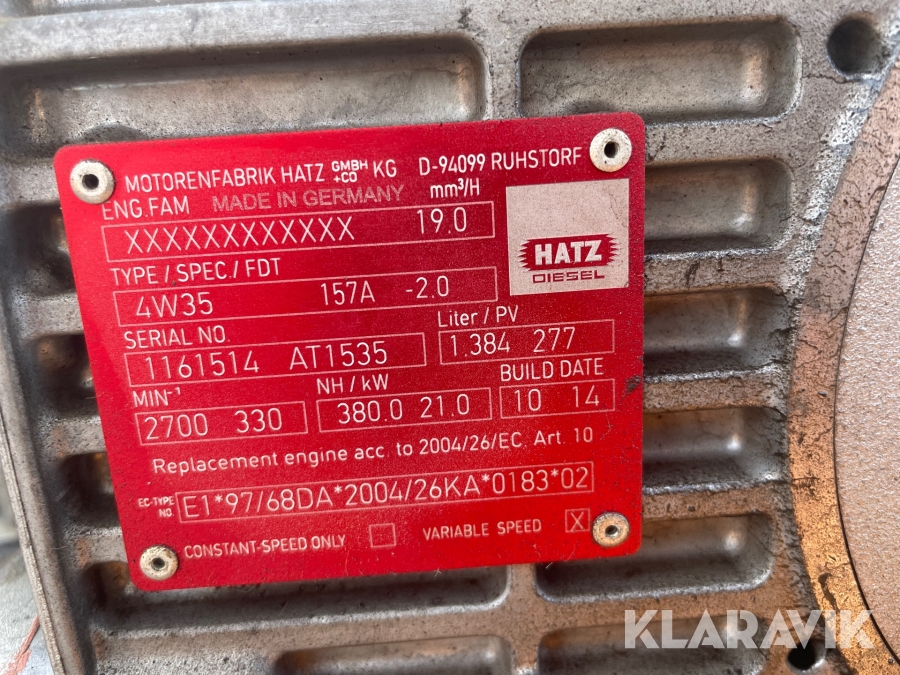 MOTORENFABRIK HATZ GMBH +CO KG D-94099 RUHSTORF
ENG.FAM MADE IN GERMANY mm³/H
XXXXXXXXXXXX 19.0
HATZ
DIESEL
TYPE / SPEC./ FDT
4W35 157A -2.0
SERIAL NO. Liter / PV
1161514 AT1535 1.384 277
MIN-¹ NH / kW BUILD DATE
2700 330 380.0 21.0 10 14
Replacement engine acc. to 2004/26/EC Art. 10
EC-TYPE NO. E1*97/68DA*2004/26KA*0183*02
CONSTANT-SPEED ONLY VARIABLE SPEED X
KLARAVIK